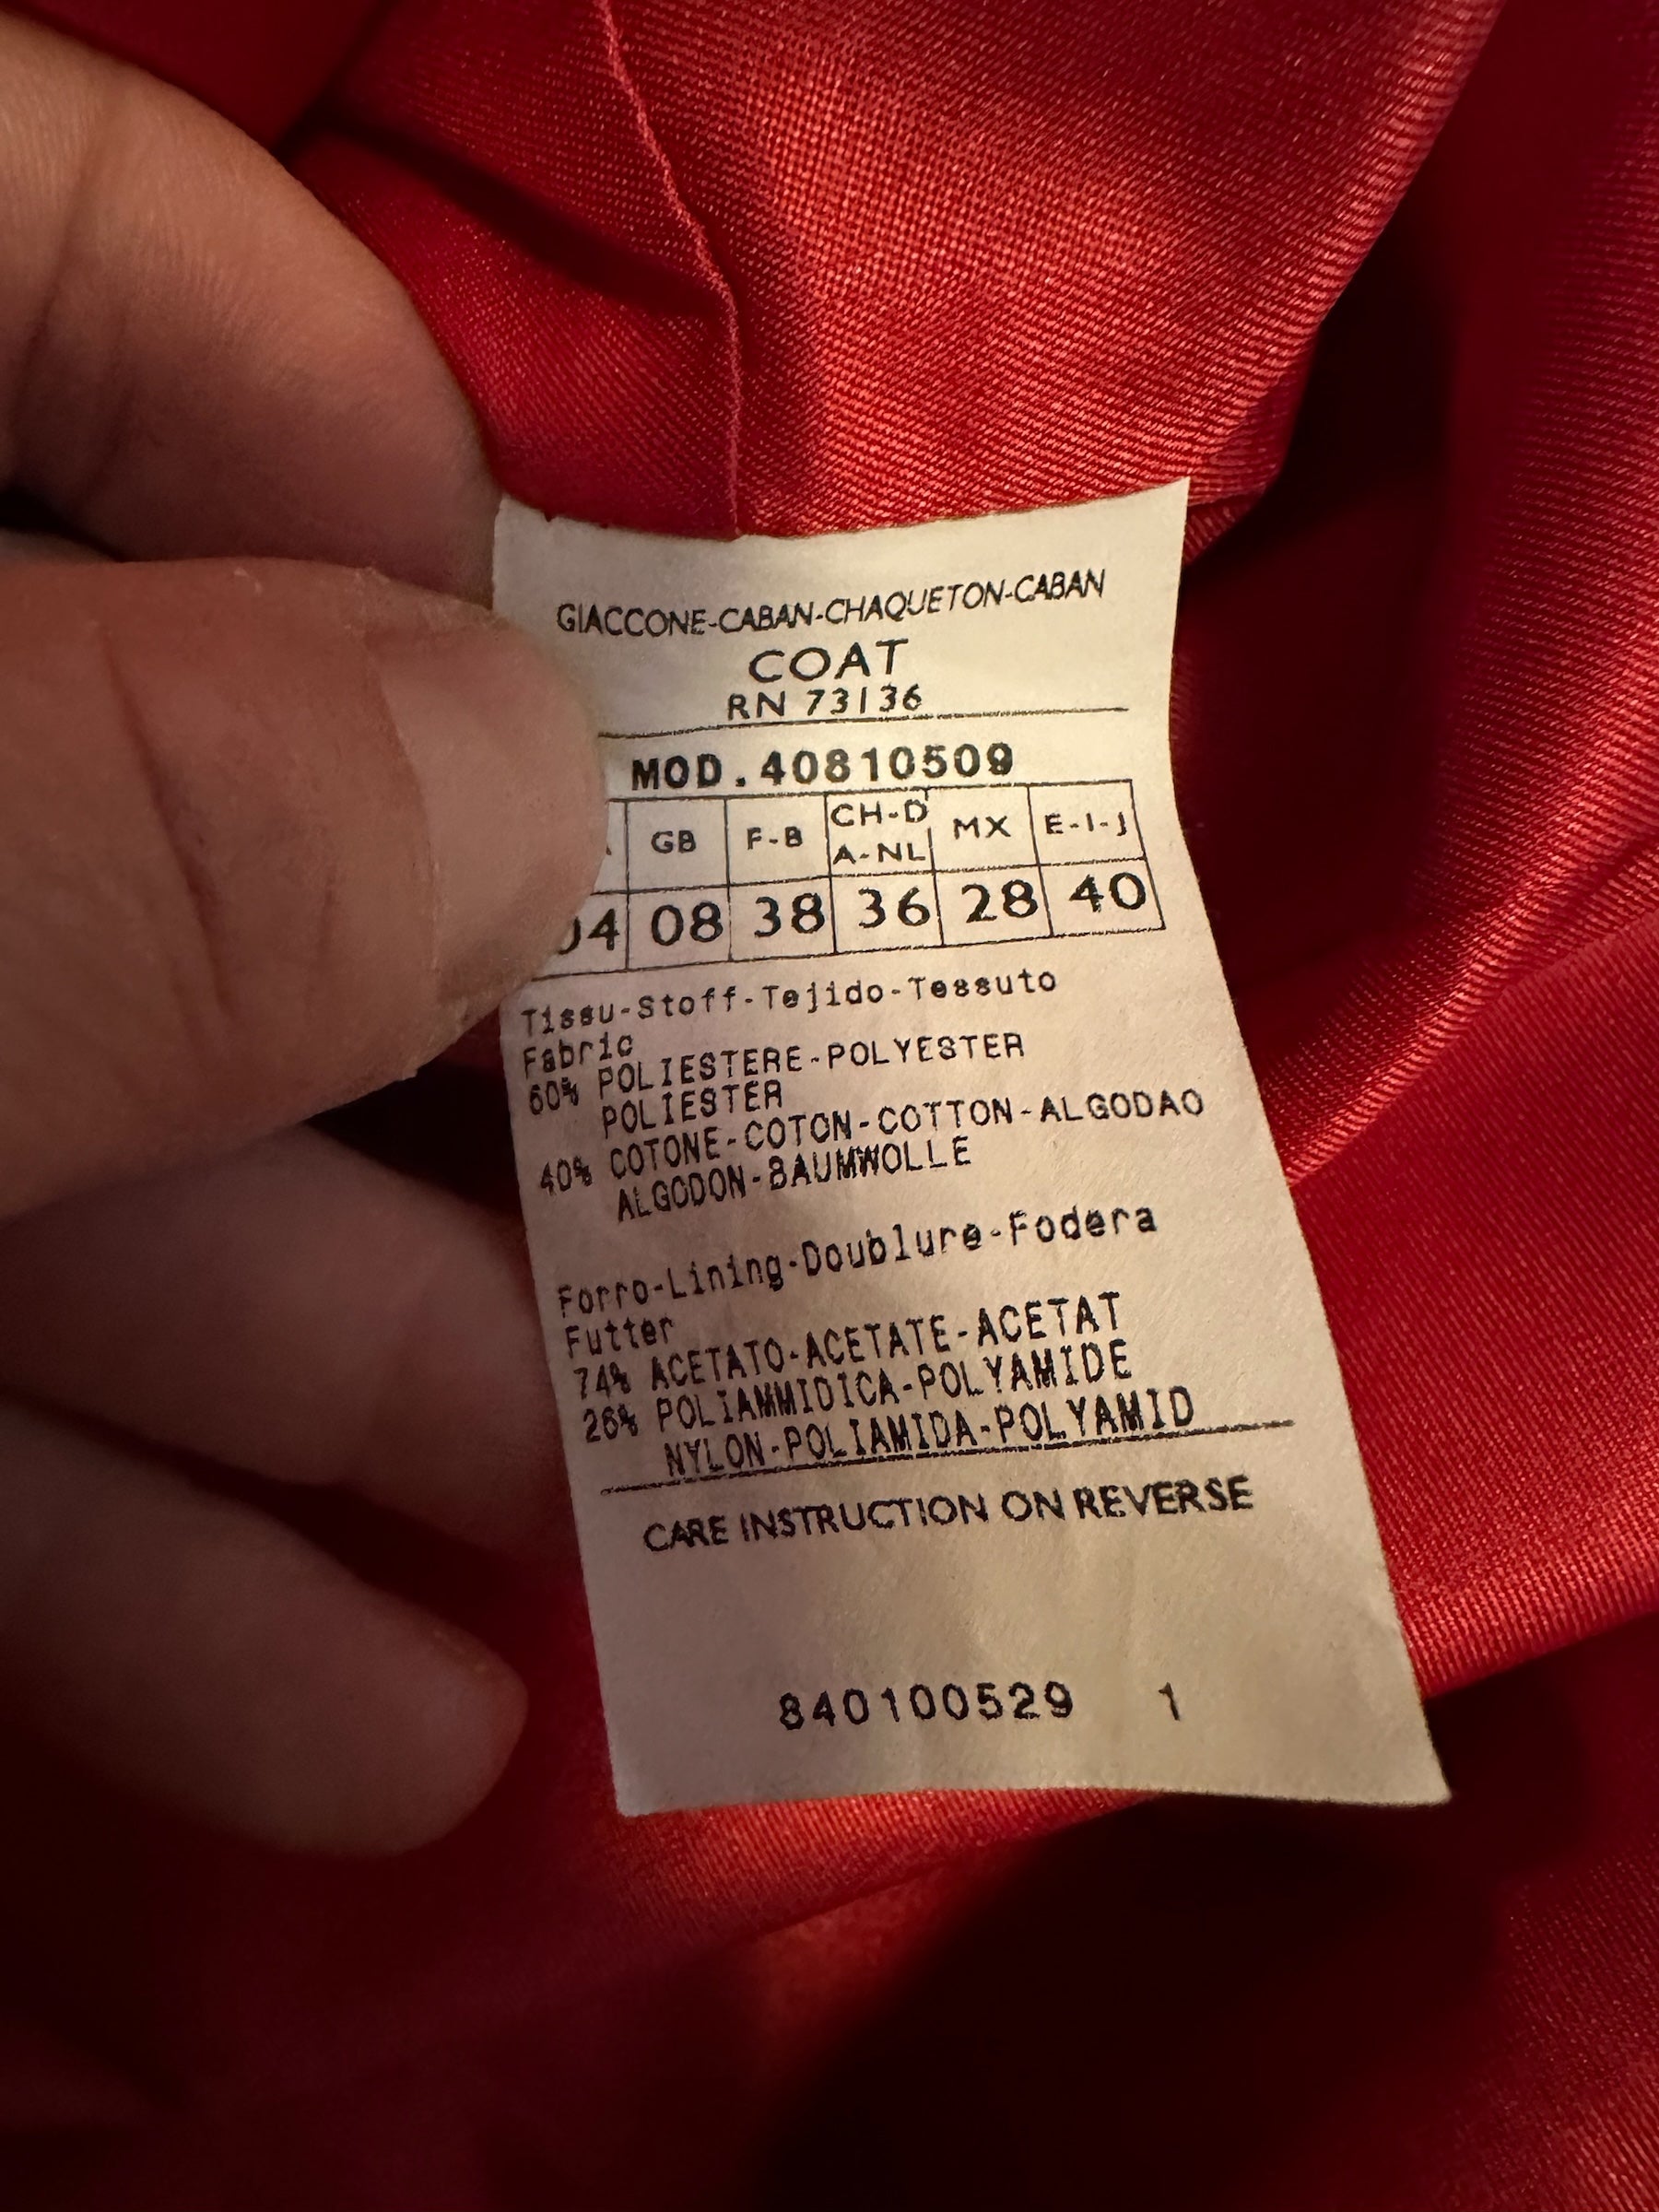 GIACCONE-CABAN-CHAQUETON-CABAN
COAT
RN 73136
MOD.40810509
GB F-B CH-D A-NL MX E-I-J
04 08 38 36 28 40
Tissu-Stoff-Tejido-Tessuto
Fabric
60% POLIESTERE-POLYESTER
POLIESTER
40% COTONE-COTON-COTTON-ALGODAO
ALGODON-BAUMWOLLE
Forro-Lining-Doublure-Fodera
Futter
74% ACETATO-ACETATE-ACETAT
26% POLIAMMIDICA-POLYAMIDE
NYLON-POLIAMIDA-POLYAMID
CARE INSTRUCTION ON REVERSE
840100529 1